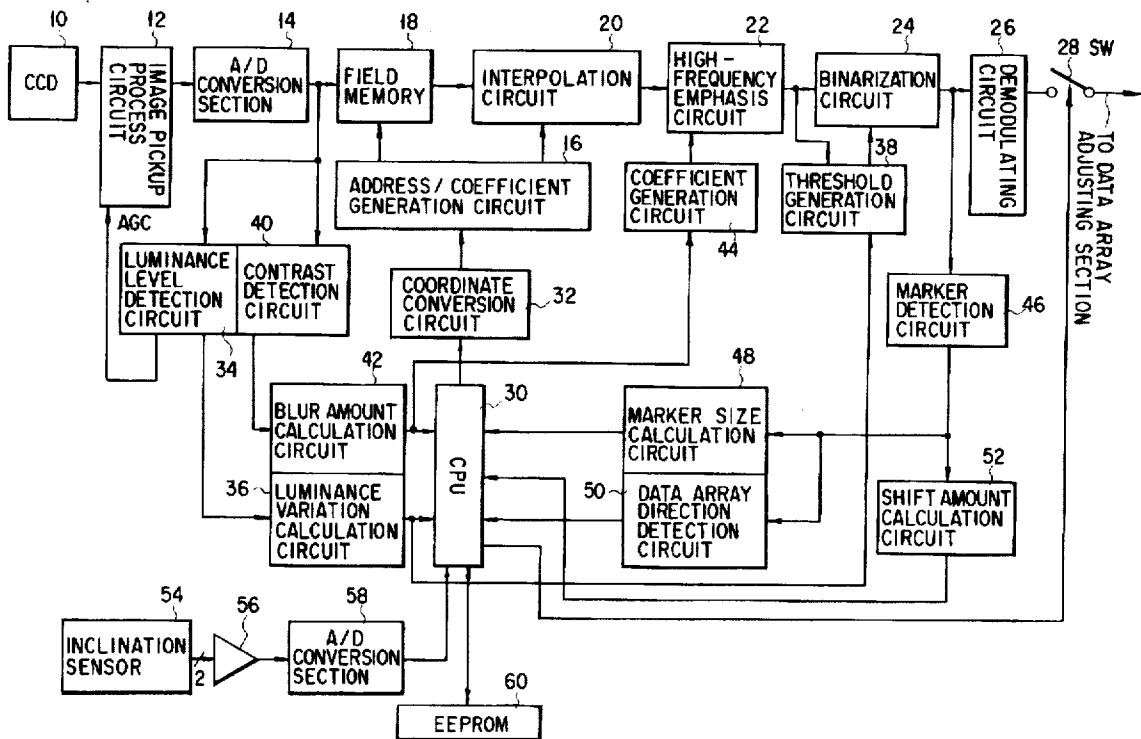 10
12
14
18
20
22
24
26
28 SW
CCD
IMAGE PICKUP
PROCESS
CIRCUIT
A/D
CONVERSION
SECTION
FIELD
MEMORY
INTERPOLATION
CIRCUIT
HIGH-
FREQUENCY
EMPHASIS
CIRCUIT
BINARIZATION
CIRCUIT
DEMODULATING
CIRCUIT
TO DATA ARRAY
ADJUSTING SECTION
16
38
ADDRESS/COEFFICIENT
GENERATION CIRCUIT
COEFFICIENT
GENERATION
CIRCUIT
44
THRESHOLD
GENERATION
CIRCUIT
AGC
40
LUMINANCE
LEVEL
DETECTION
CIRCUIT
34
CONTRAST
DETECTION
CIRCUIT
COORDINATE
CONVERSION
CIRCUIT
32
MARKER
DETECTION
CIRCUIT
46
42
30
48
BLUR AMOUNT
CALCULATION
CIRCUIT
CPU
MARKER SIZE
CALCULATION
CIRCUIT
36
LUMINANCE
VARIATION
CALCULATION
CIRCUIT
50
DATA ARRAY
DIRECTION
DETECTION
CIRCUIT
52
SHIFT AMOUNT
CALCULATION
CIRCUIT
54
56
58
INCLINATION
SENSOR
2
A/D
CONVERSION
SECTION
60
EEPROM